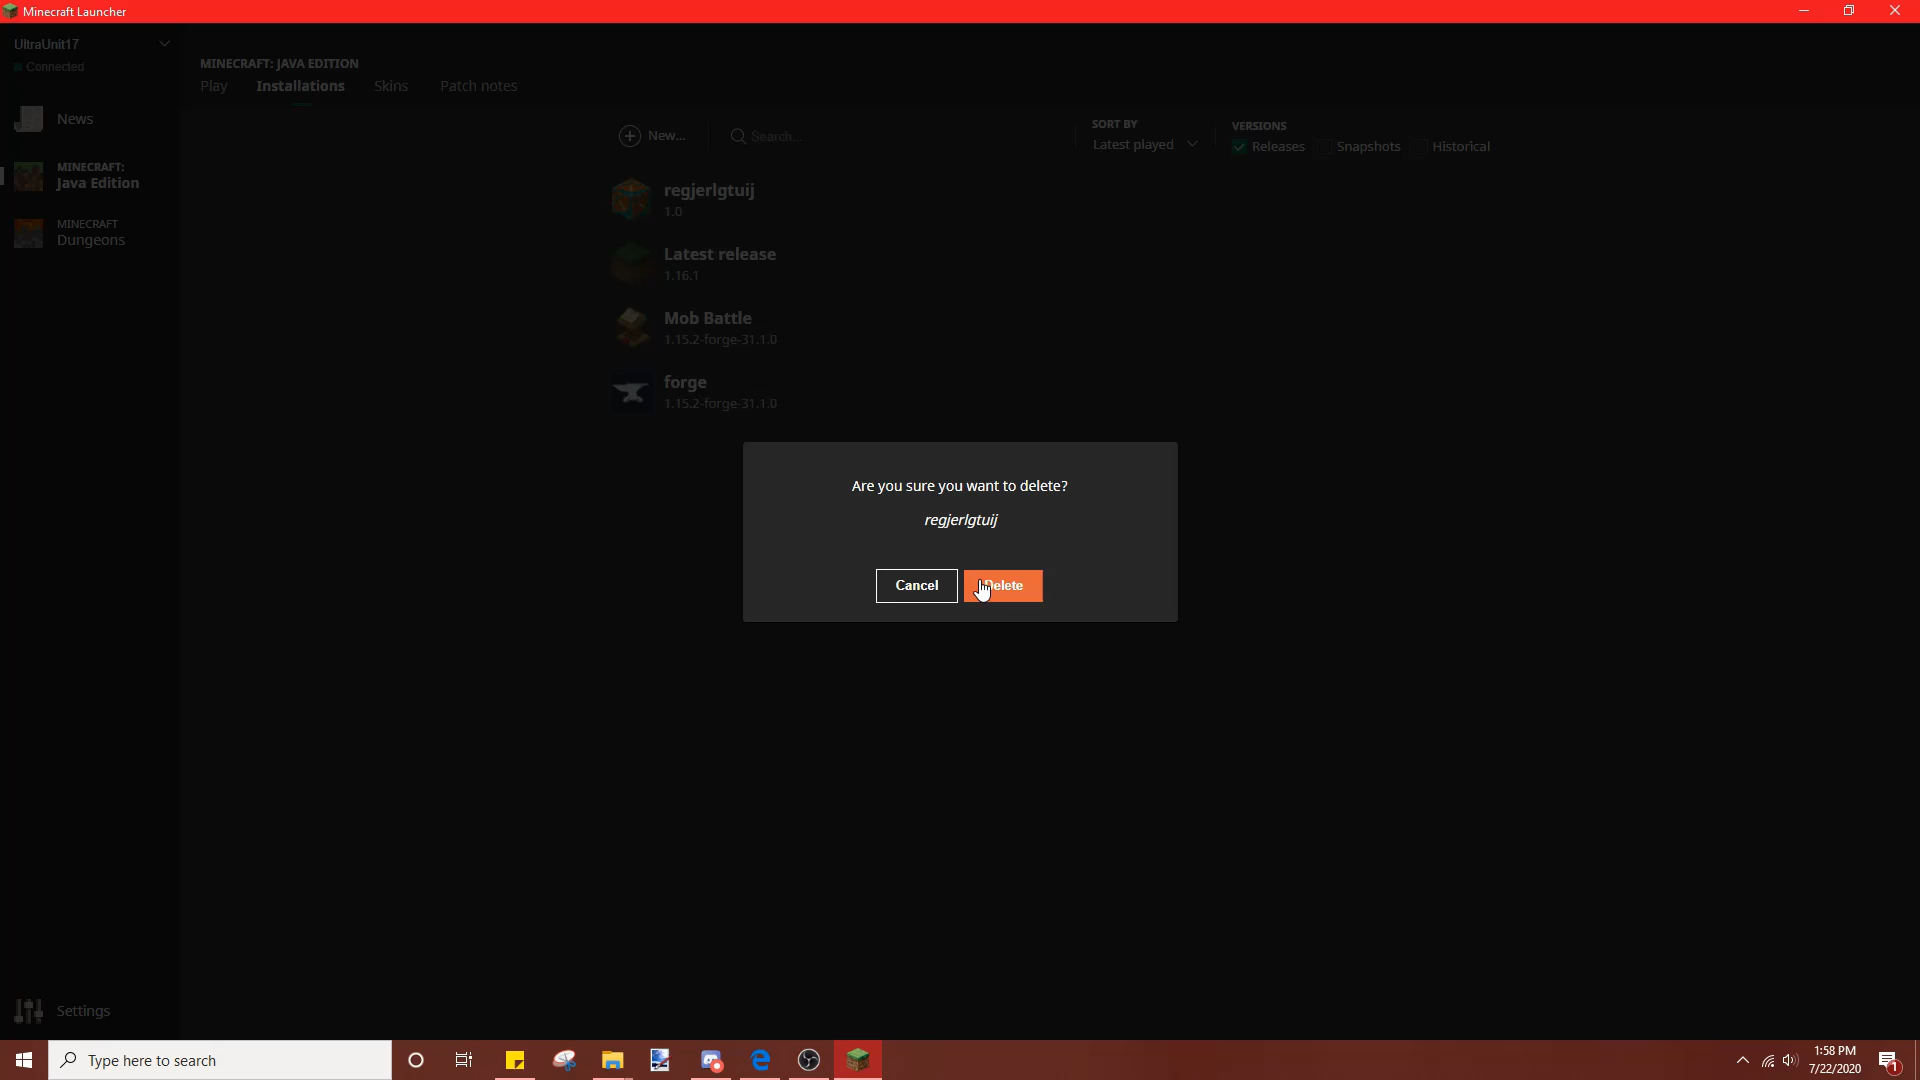 Minecraft Launcher
UltraUnit17
Connected
News
MINECRAFT:
Java Edition
MINECRAFT
Dungeons
Settings
MINECRAFT: JAVA EDITION
Play Installations Skins Patch notes
New... Search...
SORT BY
Latest played
VERSIONS
Releases Snapshots Historical
regjerlgtuij
1.0
Latest release
1.16.1
Mob Battle
1.15.2-forge-31.1.0
forge
1.15.2-forge-31.1.0
Are you sure you want to delete?
regjerlgtuij
Cancel Delete
Type here to search
1:58 PM
7/22/2020
1